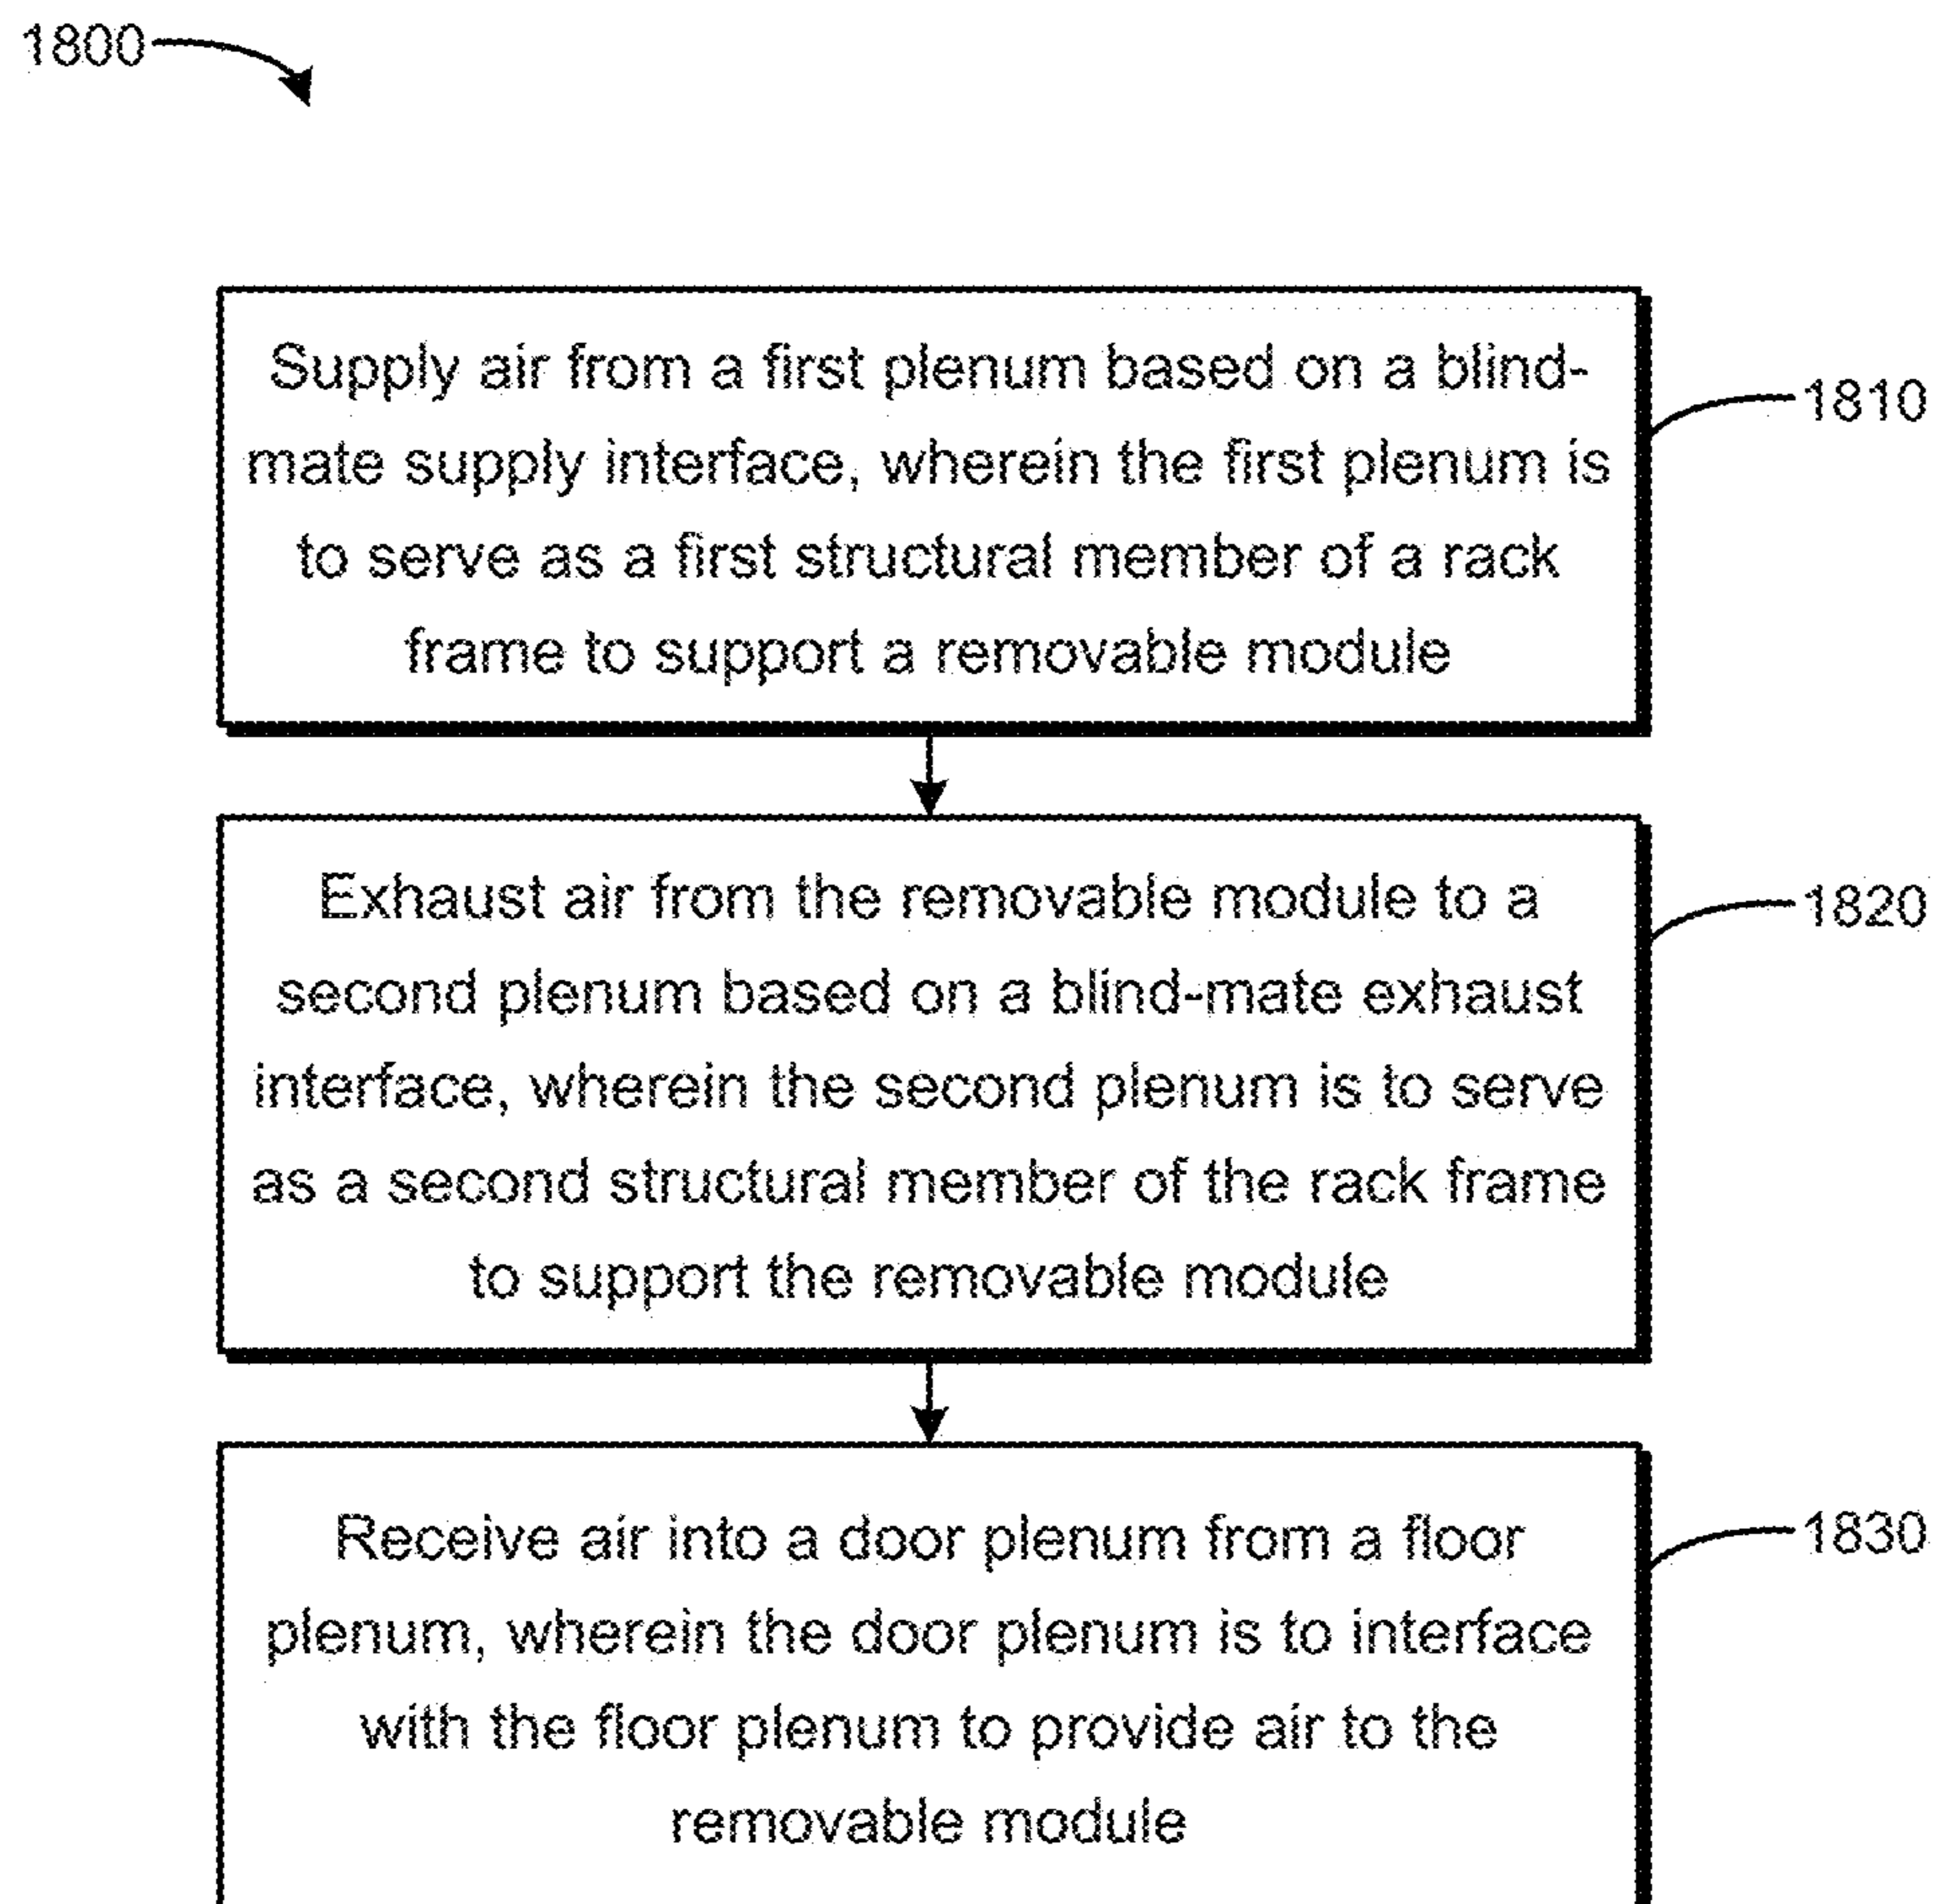 1800
Supply air from a first plenum based on a blind-
mate supply interface, wherein the first plenum is
to serve as a first structural member of a rack
frame to support a removable module
1810
Exhaust air from the removable module to a
second plenum based on a blind-mate exhaust
interface, wherein the second plenum is to serve
as a second structural member of the rack frame
to support the removable module
1820
Receive air into a door plenum from a floor
plenum, wherein the door plenum is to interface
with the floor plenum to provide air to the
removable module
1830